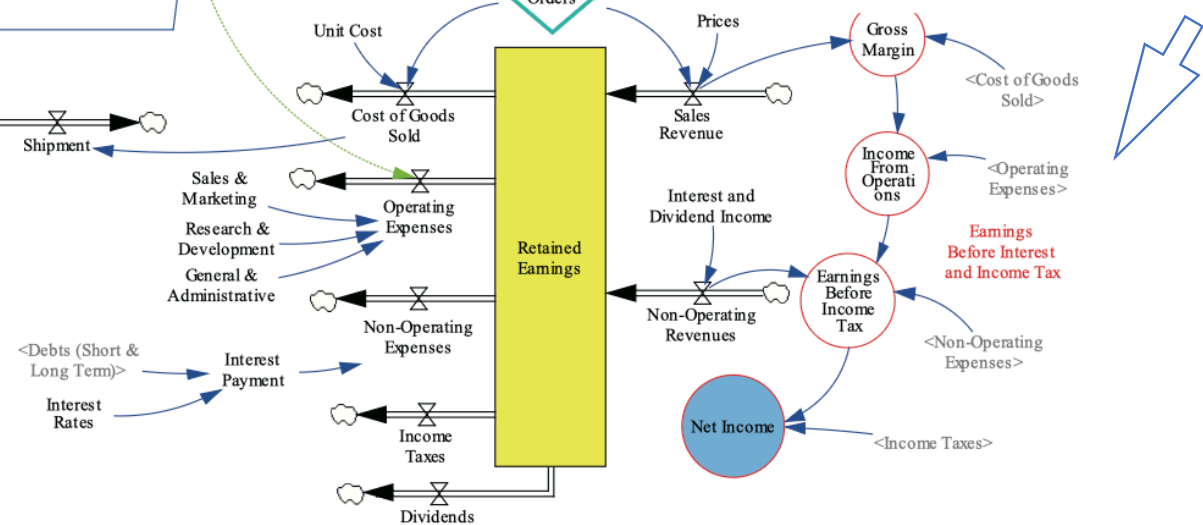 Orders
Unit Cost
Prices
Gross
Margin
<Cost of Goods
Sold>
Cost of Goods
Sold
Sales
Revenue
Shipment
Income
From
Operati
ons
<Operating
Expenses>
Sales &
Marketing
Operating
Expenses
Interest and
Dividend Income
Research &
Development
General &
Administrative
Retained
Earnings
Earnings
Before Interest
and Income Tax
Earnings
Before
Income
Tax
Non-Operating
Expenses
Non-Operating
Revenues
<Non-Operating
Expenses>
<Debts (Short &
Long Term)>
Interest
Payment
Interest
Rates
Income
Taxes
Net Income
<Income Taxes>
Dividends